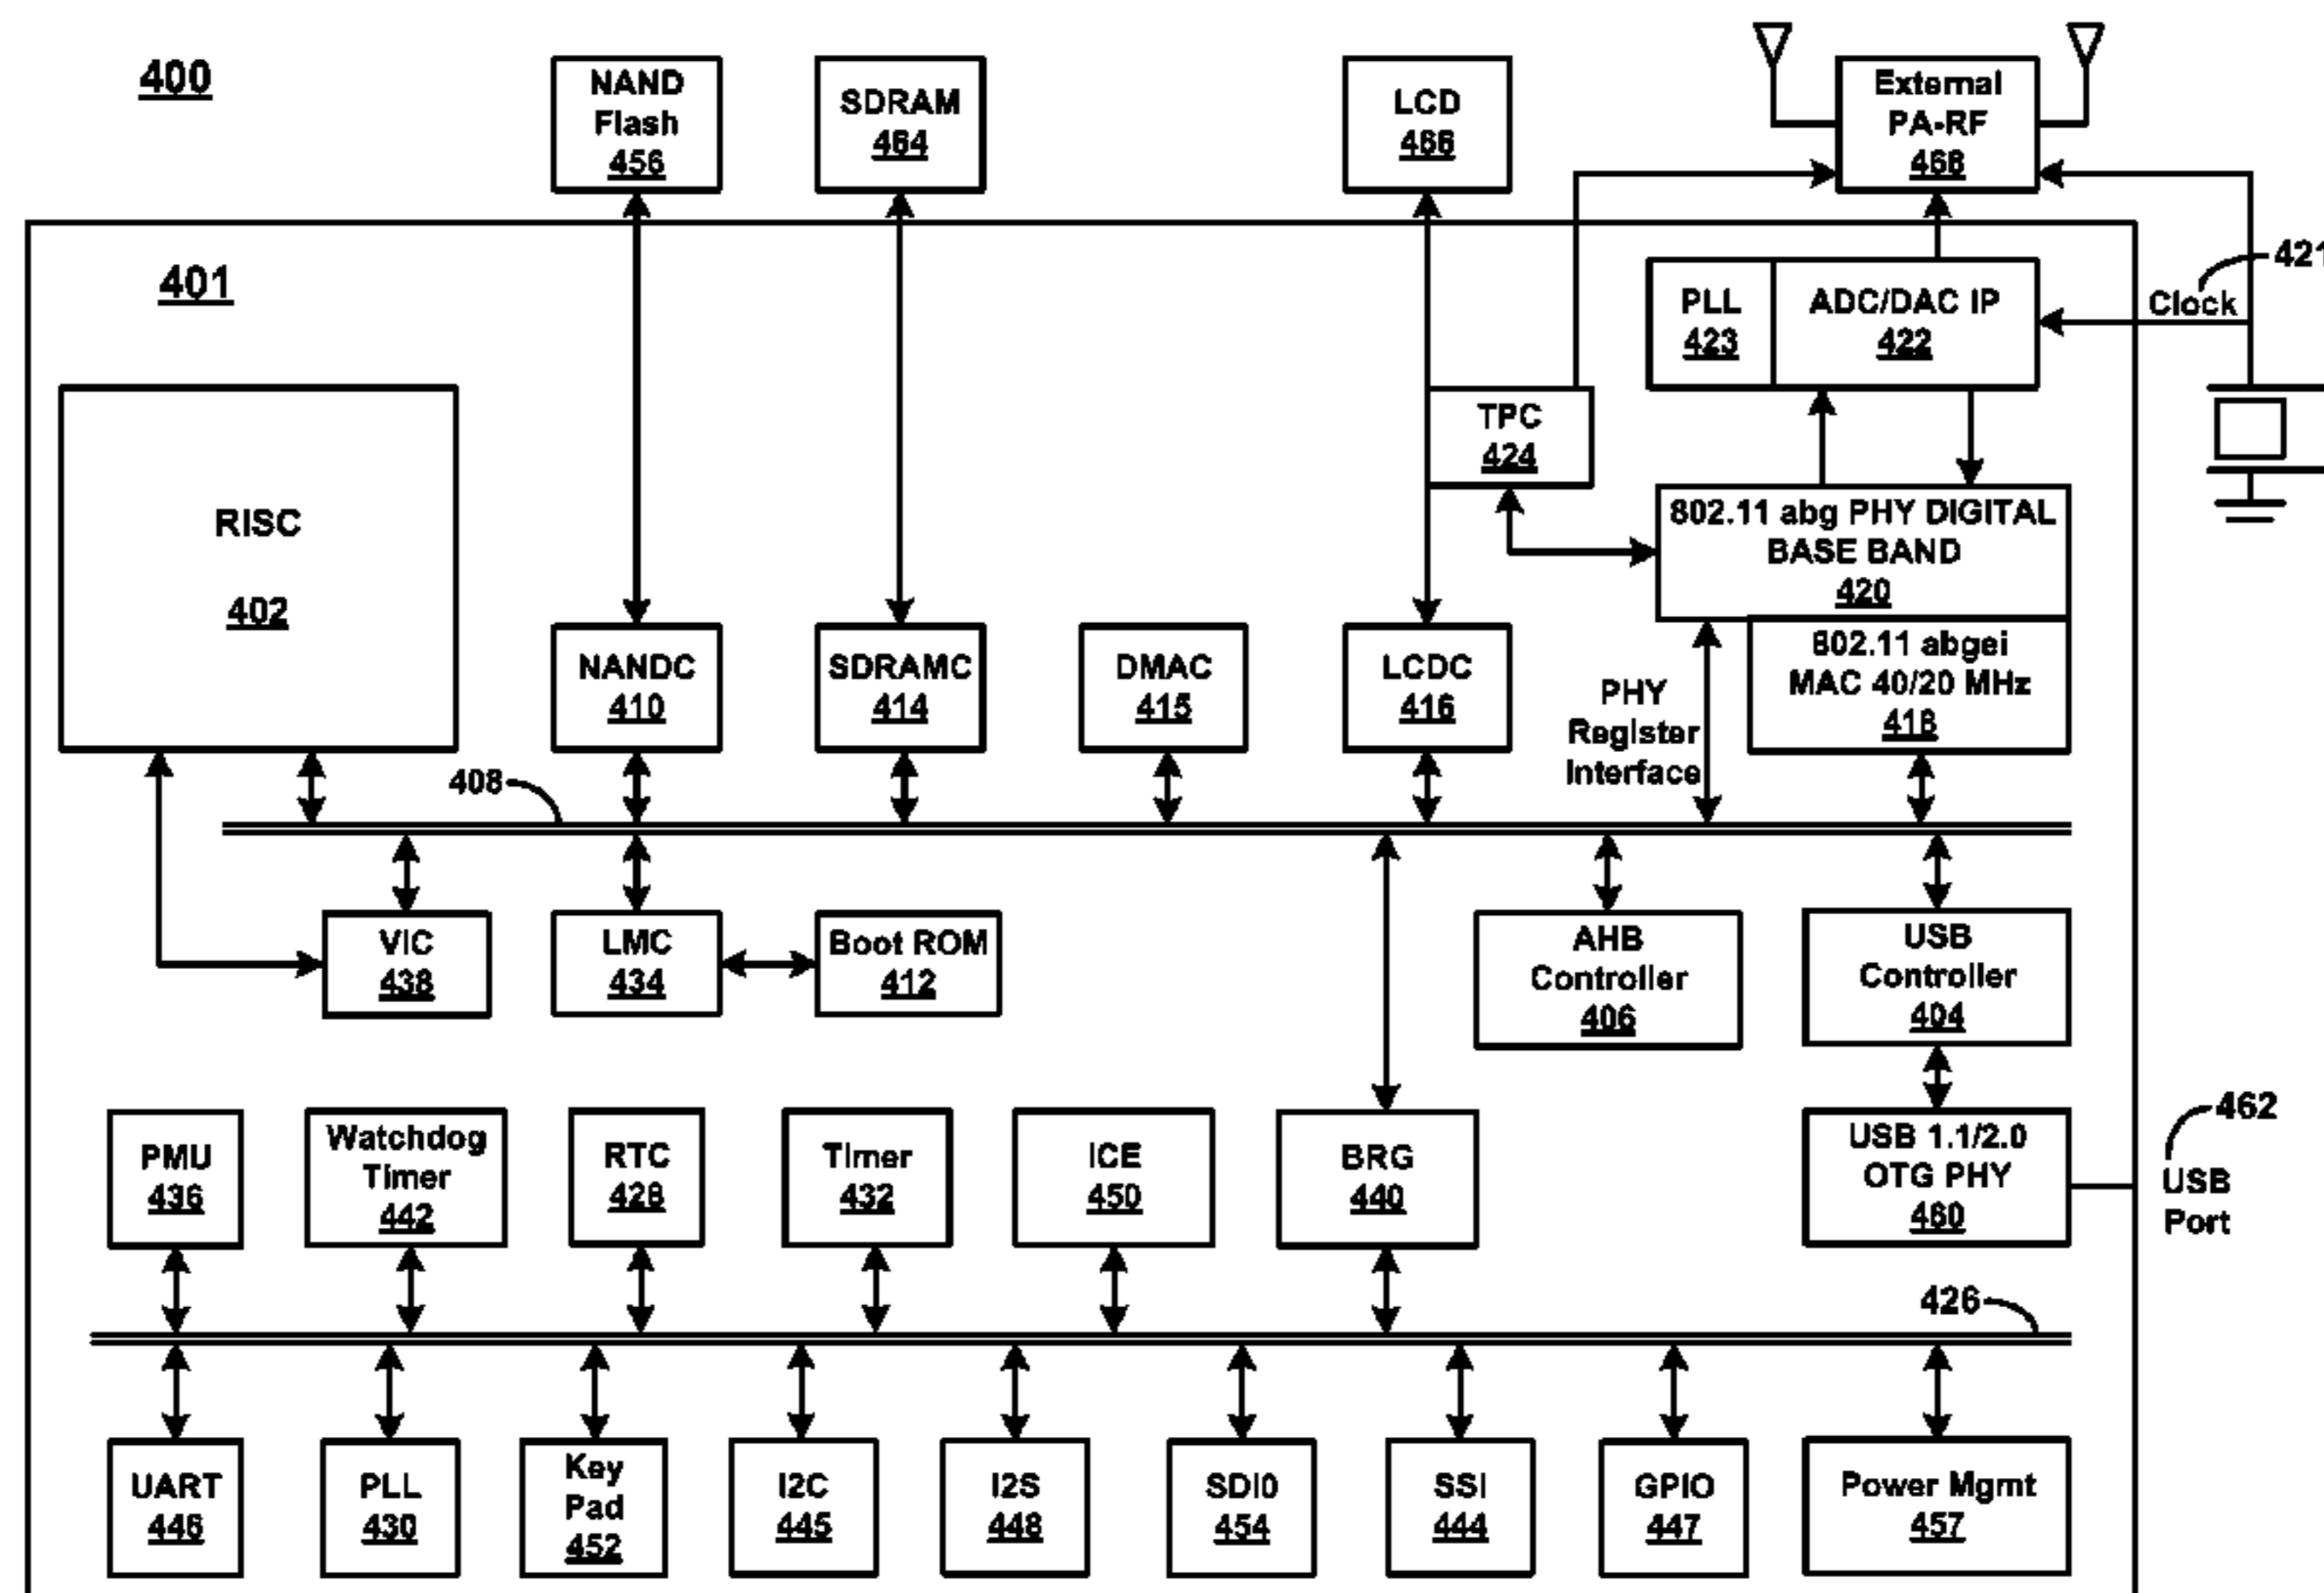 400
NAND
Flash
456
SDRAM
464
LCD
466
External
PA-RF
468
401
PLL
423
ADC/DAC IP
422
Clock
421
RISC
402
TPC
424
802.11 abg PHY DIGITAL
BASE BAND
420
NANDC
410
SDRAMC
414
DMAC
415
LCDC
416
PHY
Register
Interface
802.11 abgei
MAC 40/20 MHz
418
408
VIC
438
LMC
434
Boot ROM
412
AHB
Controller
406
USB
Controller
404
PMU
436
Watchdog
Timer
442
RTC
428
Timer
432
ICE
450
BRG
440
USB 1.1/2.0
OTG PHY
460
462
USB
Port
426
UART
446
PLL
430
Key
Pad
452
I2C
445
I2S
448
SDI0
454
SSI
444
GPIO
447
Power Mgmt
457